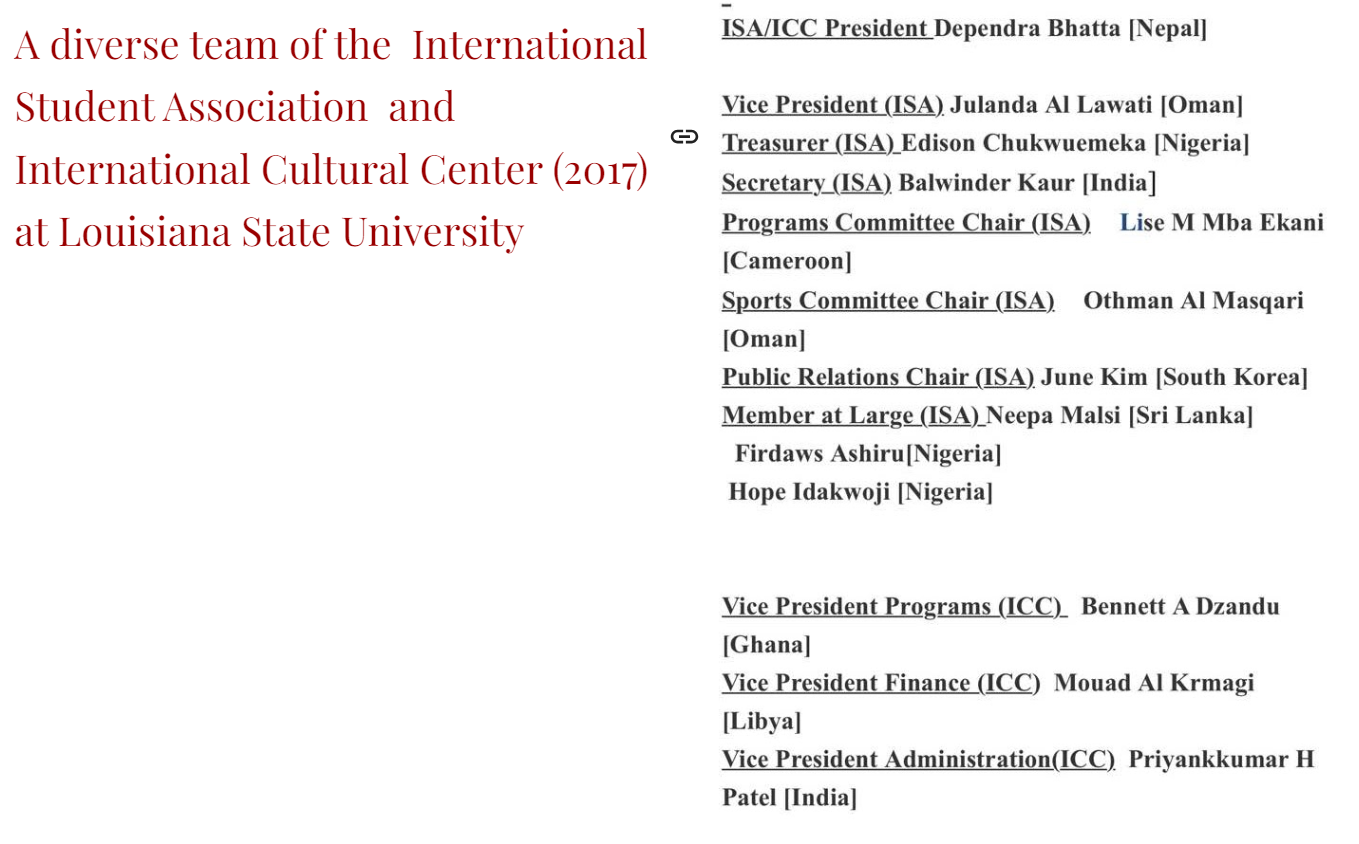 A diverse team of the International
Student Association and
International Cultural Center (2017)
at Louisiana State University
ISA/ICC President Dependra Bhatta [Nepal]
Vice President (ISA) Julanda Al Lawati [Oman]
Treasurer (ISA) Edison Chukwuemeka [Nigeria]
Secretary (ISA) Balwinder Kaur [India]
Programs Committee Chair (ISA) Lise M Mba Ekani
[Cameroon]
Sports Committee Chair (ISA) Othman Al Masqari
[Oman]
Public Relations Chair (ISA) June Kim [South Korea]
Member at Large (ISA) Neepa Malsi [Sri Lanka]
Firdaws Ashiru[Nigeria]
Hope Idakwoji [Nigeria]
Vice President Programs (ICC) Bennett A Dzandu
[Ghana]
Vice President Finance (ICC) Mouad Al Krmagi
[Libya]
Vice President Administration(ICC) Priyankkumar H
Patel [India]